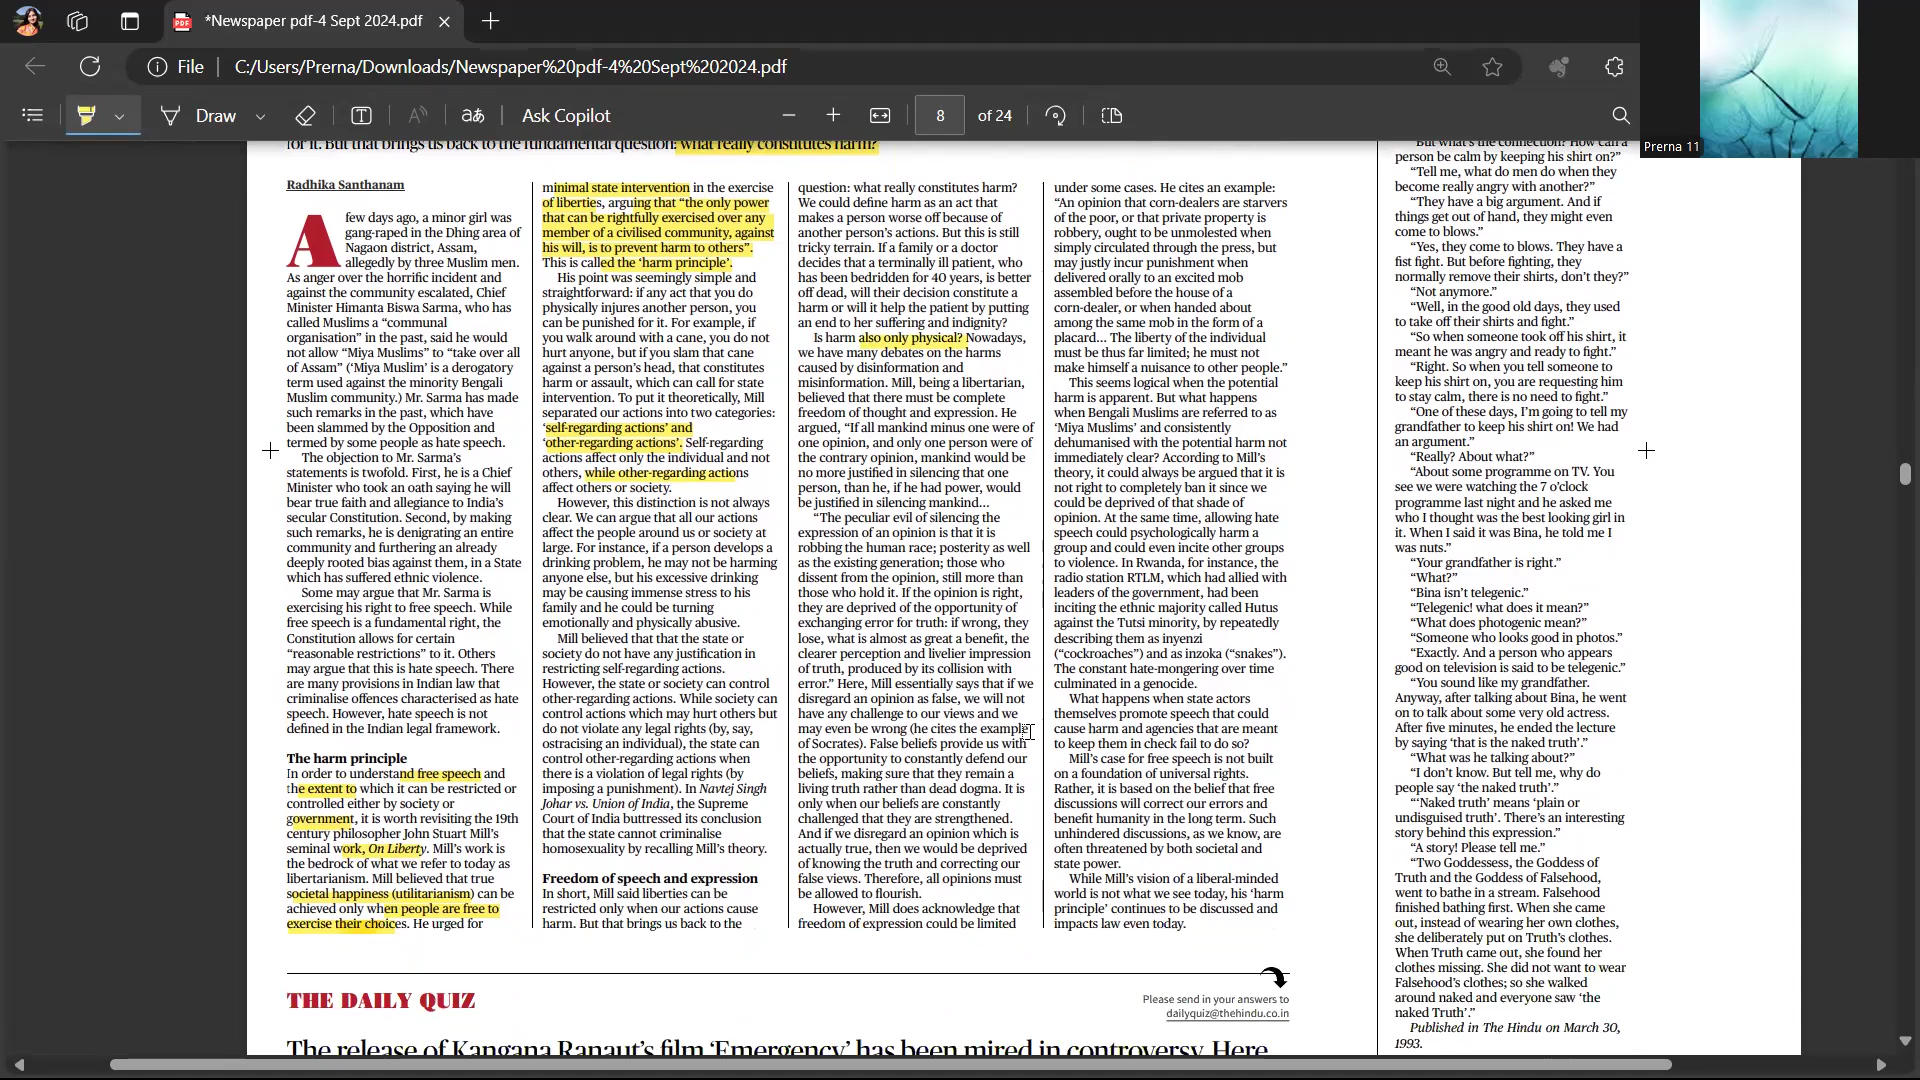 *Newspaper pdf-4 Sept 2024.pdf
File
C:/Users/Prerna/Downloads/Newspaper%20pdf-4%20Sept%202024.pdf
Draw
Ask Copilot
8
of 24
Prerna 11
for it. But that brings us back to the fundamental question: what really constitutes harm?
Radhika Santhanam
A few days ago, a minor girl was
gang-raped in the Dhing area of
Nagaon district, Assam,
allegedly by three Muslim men.
As anger over the horrific incident and
against the community escalated, Chief
Minister Himanta Biswa Sarma, who has
called Muslims a “communal
organisation” in the past, said he would
not allow “Miya Muslims” to “take over all
of Assam” (‘Miya Muslim’ is a derogatory
term used against the minority Bengali
Muslim community.) Mr. Sarma has made
such remarks in the past, which have
been slammed by the Opposition and
termed by some people as hate speech.
The objection to Mr. Sarma’s
statements is twofold. First, he is a Chief
Minister who took an oath saying he will
bear true faith and allegiance to India’s
secular Constitution. Second, by making
such remarks, he is denigrating an entire
community and furthering an already
deeply rooted bias against them, in a State
which has suffered ethnic violence.
Some may argue that Mr. Sarma is
exercising his right to free speech. While
free speech is a fundamental right, the
Constitution allows for certain
“reasonable restrictions” to it. Others
may argue that this is hate speech. There
are many provisions in Indian law that
criminalise offences characterised as hate
speech. However, hate speech is not
defined in the Indian legal framework.
The harm principle
In order to understand free speech and
the extent to which it can be restricted or
controlled either by society or
government, it is worth revisiting the 19th
century philosopher John Stuart Mill’s
seminal work, On Liberty. Mill’s work is
the bedrock of what we refer to today as
libertarianism. Mill believed that true
societal happiness (utilitarianism) can be
achieved only when people are free to
exercise their choices. He urged for
minimal state intervention in the exercise
of liberties, arguing that “the only power
that can be rightfully exercised over any
member of a civilised community, against
his will, is to prevent harm to others”.
This is called the ‘harm principle’.
His point was seemingly simple and
straightforward: if any act that you do
physically injures another person, you
can be punished for it. For example, if
you walk around with a cane, you do not
hurt anyone, but if you slam that cane
against a person’s head, that constitutes
harm or assault, which can call for state
intervention. To put it theoretically, Mill
separated our actions into two categories:
‘self-regarding actions’ and
‘other-regarding actions’. Self-regarding
actions affect only the individual and not
others, while other-regarding actions
affect others or society.
However, this distinction is not always
clear. We can argue that all our actions
affect the people around us or society at
large. For instance, if a person develops a
drinking problem, he may not be harming
anyone else, but his excessive drinking
may be causing immense stress to his
family and he could be turning
emotionally and physically abusive.
Mill believed that that the state or
society do not have any justification in
restricting self-regarding actions.
However, the state or society can control
other-regarding actions. While society can
control actions which may hurt others but
do not violate any legal rights (by, say,
ostracising an individual), the state can
control other-regarding actions when
there is a violation of legal rights (by
imposing a punishment). In Navtej Singh
Johar vs. Union of India, the Supreme
Court of India buttressed its conclusion
that the state cannot criminalise
homosexuality by recalling Mill’s theory.
Freedom of speech and expression
In short, Mill said liberties can be
restricted only when our actions cause
harm. But that brings us back to the
question: what really constitutes harm?
We could define harm as an act that
makes a person worse off because of
another person’s actions. But this is still
tricky terrain. If a family or a doctor
decides that a terminally ill patient, who
has been bedridden for 40 years, is better
off dead, will their decision constitute a
harm or will it help the patient by putting
an end to her suffering and indignity?
Is harm also only physical? Nowadays,
we have many debates on the harms
caused by disinformation and
misinformation. Mill, being a libertarian,
believed that there must be complete
freedom of thought and expression. He
argued, “If all mankind minus one were of
one opinion, and only one person were of
the contrary opinion, mankind would be
no more justified in silencing that one
person, than he, if he had power, would
be justified in silencing mankind...
“The peculiar evil of silencing the
expression of an opinion is that it is
robbing the human race; posterity as well
as the existing generation; those who
dissent from the opinion, still more than
those who hold it. If the opinion is right,
they are deprived of the opportunity of
exchanging error for truth: if wrong, they
lose, what is almost as great a benefit, the
clearer perception and livelier impression
of truth, produced by its collision with
error.” Here, Mill essentially says that if we
disregard an opinion as false, we will not
have any challenge to our views and we
may even be wrong (he cites the example
of Socrates). False beliefs provide us with
the opportunity to constantly defend our
beliefs, making sure that they remain a
living truth rather than dead dogma. It is
only when our beliefs are constantly
challenged that they are strengthened.
And if we disregard an opinion which is
actually true, then we would be deprived
of knowing the truth and correcting our
false views. Therefore, all opinions must
be allowed to flourish.
However, Mill does acknowledge that
freedom of expression could be limited
under some cases. He cites an example:
“An opinion that corn-dealers are starvers
of the poor, or that private property is
robbery, ought to be unmolested when
simply circulated through the press, but
may justly incur punishment when
delivered orally to an excited mob
assembled before the house of a
corn-dealer, or when handed about
among the same mob in the form of a
placard... The liberty of the individual
must be thus far limited; he must not
make himself a nuisance to other people.”
This seems logical when the potential
harm is apparent. But what happens
when Bengali Muslims are referred to as
‘Miya Muslims’ and consistently
dehumanised with the potential harm not
immediately clear? According to Mill’s
theory, it could always be argued that it is
not right to completely ban it since we
could be deprived of that shade of
opinion. At the same time, allowing hate
speech could psychologically harm a
group and could even incite other groups
to violence. In Rwanda, for instance, the
radio station RTLM, which had allied with
leaders of the government, had been
inciting the ethnic majority called Hutus
against the Tutsi minority, by repeatedly
describing them as inyenzi
(“cockroaches”) and as inzoka (“snakes”).
The constant hate-mongering over time
culminated in a genocide.
What happens when state actors
themselves promote speech that could
cause harm and agencies that are meant
to keep them in check fail to do so?
Mill’s case for free speech is not built
on a foundation of universal rights.
Rather, it is based on the belief that free
discussions will correct our errors and
benefit humanity in the long term. Such
unhindered discussions, as we know, are
often threatened by both societal and
state power.
While Mill’s vision of a liberal-minded
world is not what we see today, his ‘harm
principle’ continues to be discussed and
impacts law even today.
“But what’s the connection? How can a
person be calm by keeping his shirt on?”
“Tell me, what do men do when they
become really angry with another?”
“They have a big argument. And if
things get out of hand, they might even
come to blows.”
“Yes, they come to blows. They have a
fist fight. But before fighting, they
normally remove their shirts, don’t they?”
“Not anymore.”
“Well, in the good old days, they used
to take off their shirts and fight.”
“So when someone took off his shirt, it
meant he was angry and ready to fight.”
“Right. So when you tell someone to
keep his shirt on, you are requesting him
to stay calm, there is no need to fight.”
“One of these days, I’m going to tell my
grandfather to keep his shirt on! We had
an argument.”
“Really? About what?”
“About some programme on TV. You
see we were watching the 7 o’clock
programme last night and he asked me
who I thought was the best looking girl in
it. When I said it was Bina, he told me I
was nuts.”
“Your grandfather is right.”
“What?”
“Bina isn’t telegenic.”
“Telegenic! what does it mean?”
“What does photogenic mean?”
“Someone who looks good in photos.”
“Exactly. And a person who appears
good on television is said to be telegenic.”
“You sound like my grandfather.
Anyway, after talking about Bina, he went
on to talk about some very old actress.
After five minutes, he ended the lecture
by saying ‘that is the naked truth’.”
“What was he talking about?”
“I don’t know. But tell me, why do
people say ‘the naked truth’.”
“‘Naked truth’ means ‘plain or
undisguised truth’. There’s an interesting
story behind this expression.”
“A story! Please tell me.”
“Two Goddessess, the Goddess of
Truth and the Goddess of Falsehood,
went to bathe in a stream. Falsehood
finished bathing first. When she came
out, instead of wearing her own clothes,
she deliberately put on Truth’s clothes.
When Truth came out, she found her
clothes missing. She did not want to wear
Falsehood’s clothes; so she walked
around naked and everyone saw ‘the
naked Truth’.”
Published in The Hindu on March 30,
1993.
THE DAILY QUIZ
Please send in your answers to
dailyquiz@thehindu.co.in
The release of Kangana Ranaut’s film ‘Emergency’ has been mired in controversy. Here